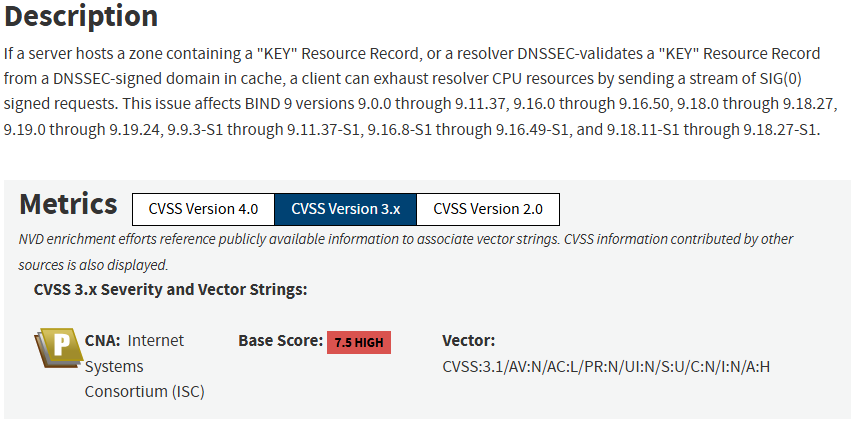 Description
If a server hosts a zone containing a "KEY" Resource Record, or a resolver DNSSEC-validates a "KEY" Resource Record
from a DNSSEC-signed domain in cache, a client can exhaust resolver CPU resources by sending a stream of SIG(0)
signed requests. This issue affects BIND 9 versions 9.0.0 through 9.11.37, 9.16.0 through 9.16.50, 9.18.0 through 9.18.27,
9.19.0 through 9.19.24, 9.9.3-S1 through 9.11.37-S1, 9.16.8-S1 through 9.16.49-S1, and 9.18.11-S1 through 9.18.27-S1.
Metrics CVSS Version 4.0 CVSS Version 3.x CVSS Version 2.0
NVD enrichment efforts reference publicly available information to associate vector strings. CVSS information contributed by other
sources is also displayed.
CVSS 3.x Severity and Vector Strings:
P CNA: Internet
Systems
Consortium (ISC)
Base Score: 7.5 HIGH
Vector:
CVSS:3.1/AV:N/AC:L/PR:N/UI:N/S:U/C:N/I:N/A:H